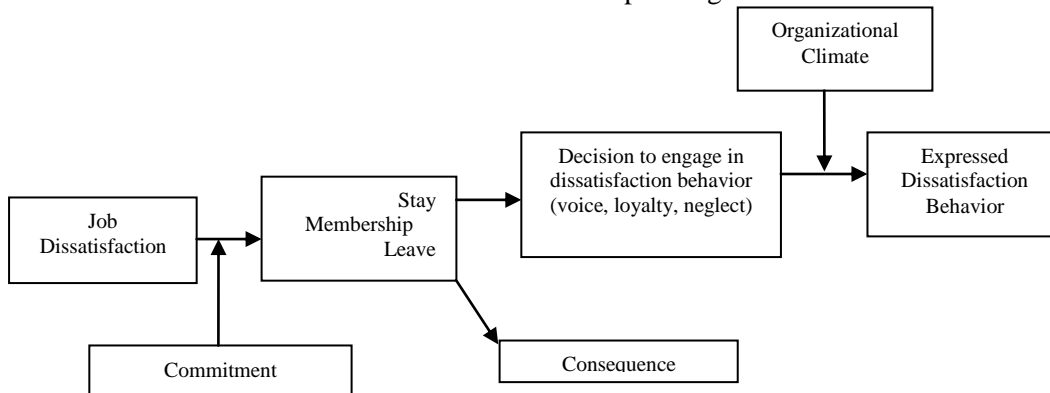 Organizational
Climate
Decision to engage in
dissatisfaction behavior
(voice, loyalty, neglect)
Expressed
Dissatisfaction
Behavior
Stay
Membership
Leave
Job
Dissatisfaction
Commitment
Consequence